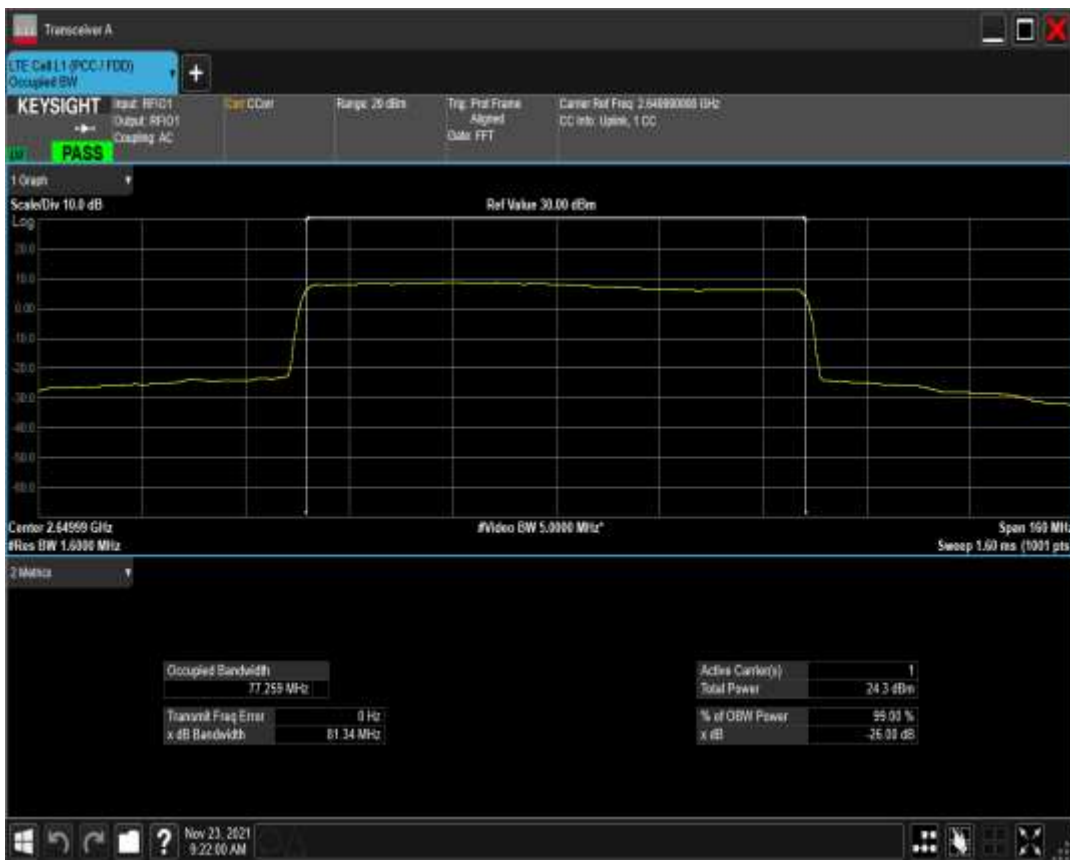 Transceiver A
LTE Cell L1 (PCC / FDD)
Occupied BW
+
KEYSIGHT
Input: RFIO1
Output: RFIO1
Coupling: AC
PASS
Corr CCorr
Range: 20 dBm
Trig: Prd Frame
Aligned
Gate: FFT
Carrier Ref Freq: 2.649990000 GHz
CC Info: Uplink, 1 CC
1 Graph
Scale/Div 10.0 dB
Ref Value 30.00 dBm
Log
20.0
10.0
0.00
-10.0
-20.0
-30.0
-40.0
-50.0
-60.0
Center 2.64999 GHz
#Video BW 5.0000 MHz*
Span 160 MHz
#Res BW 1.6000 MHz
Sweep 1.60 ms (1001 pts
2 Metrics
Occupied Bandwidth
77.259 MHz
Transmit Freq Error 0 Hz
x dB Bandwidth 81.34 MHz
Active Carrier(s) 1
Total Power 24.3 dBm
% of OBW Power 99.00 %
x dB -26.00 dB
?
Nov 23, 2021
9:22:00 AM